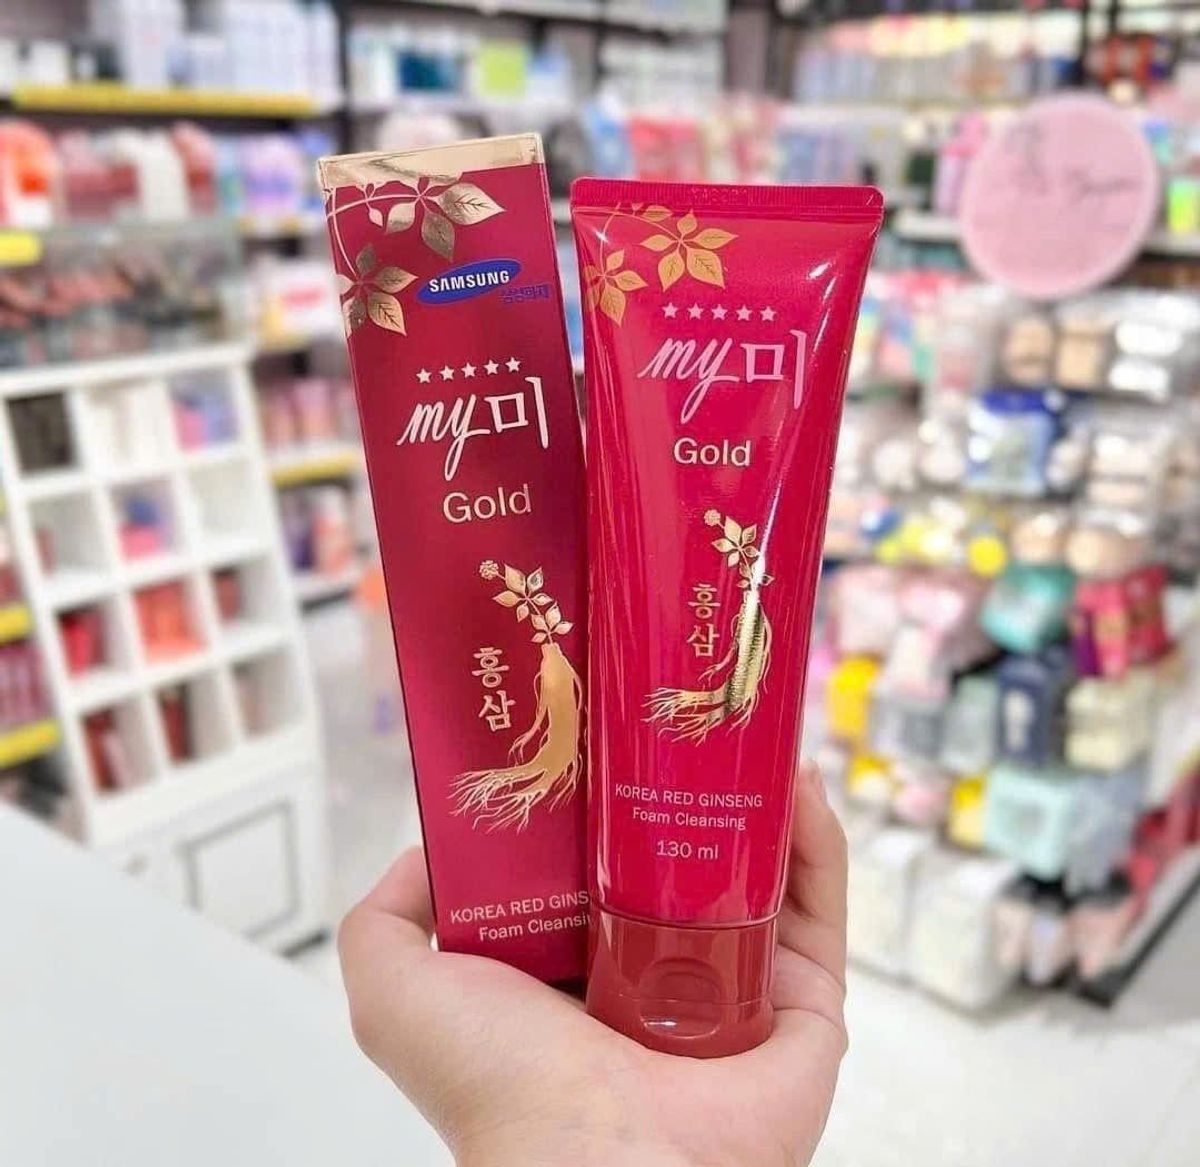 SAMSUNG
★★★★★
my미
Gold
홍
삼
KOREA RED GINS
Foam Cleansi
★★★★★
my미
Gold
홍
삼
KOREA RED GINSENG
Foam Cleansing
130 ml